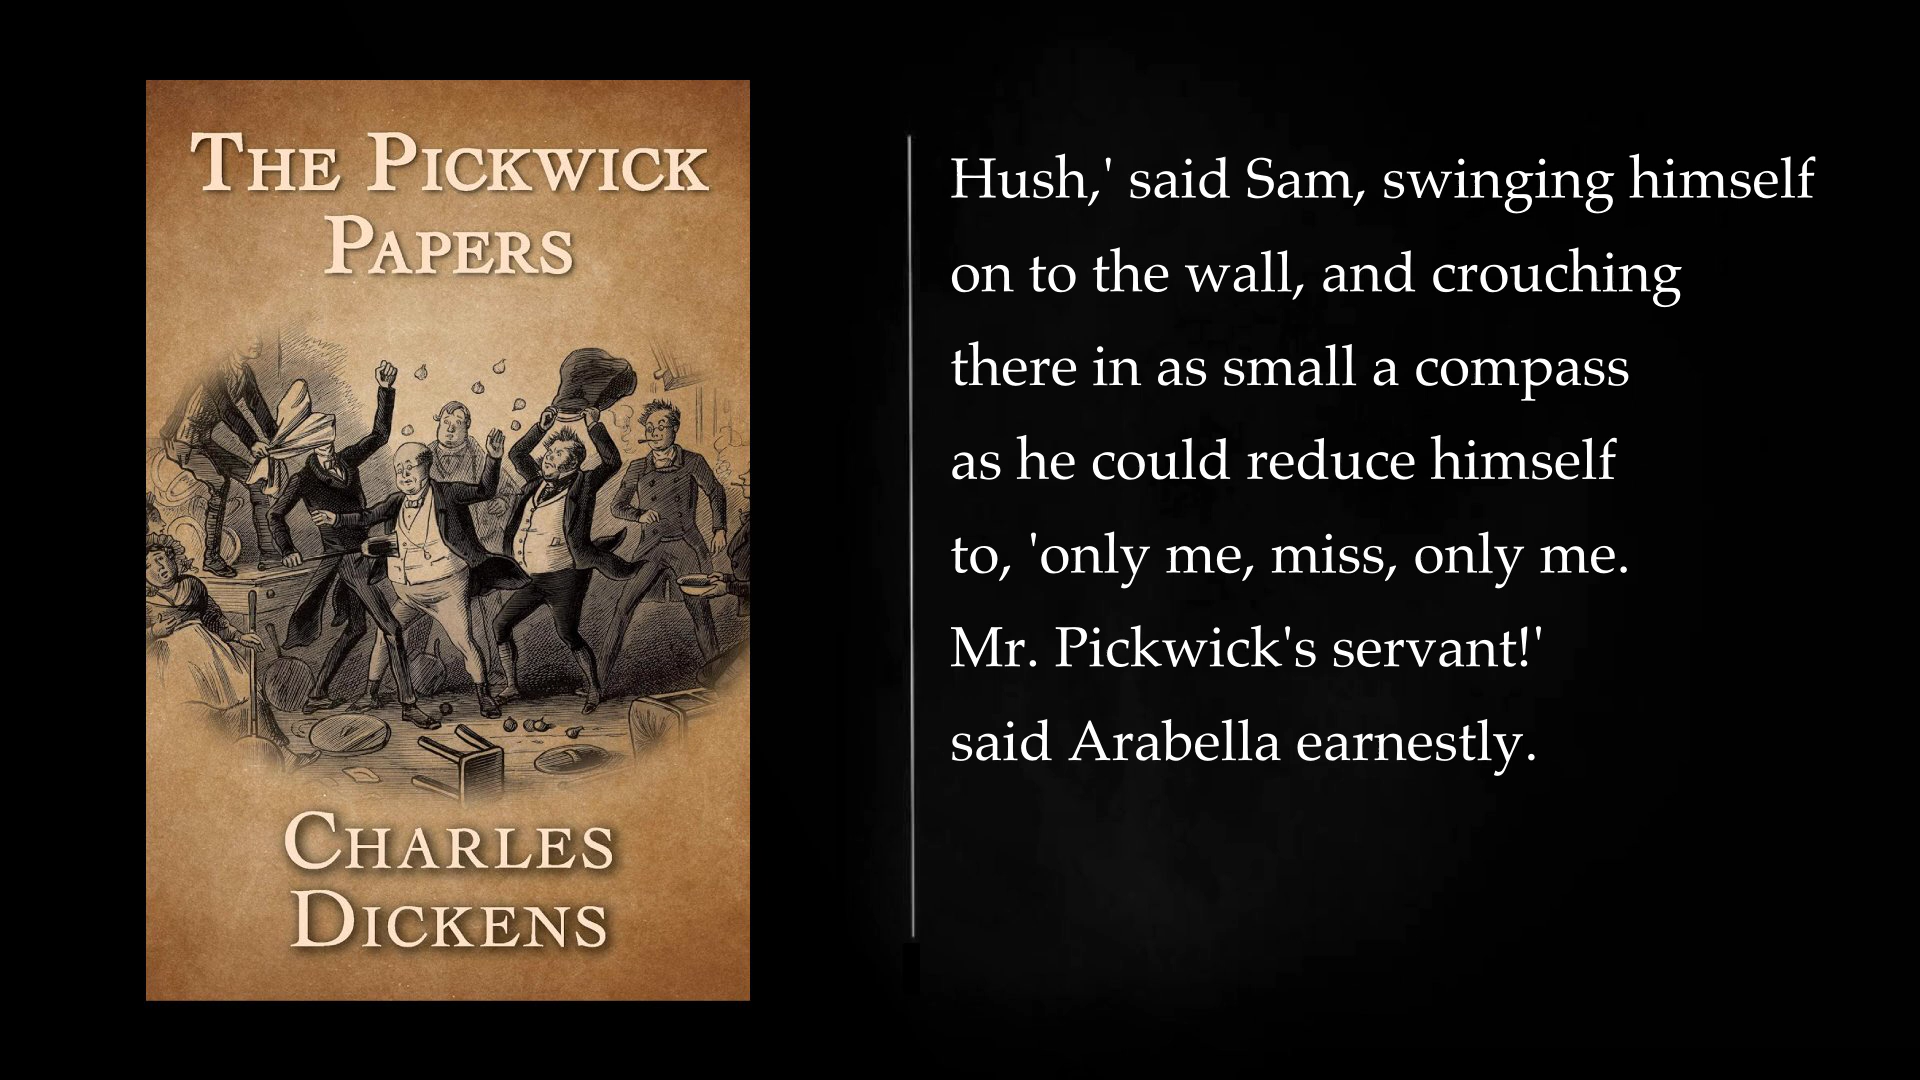 THE PICKWICK
PAPERS
CHARLES
DICKENS
Hush,' said Sam, swinging himself
on to the wall, and crouching
there in as small a compass
as he could reduce himself
to, 'only me, miss, only me.
Mr. Pickwick's servant!'
said Arabella earnestly.